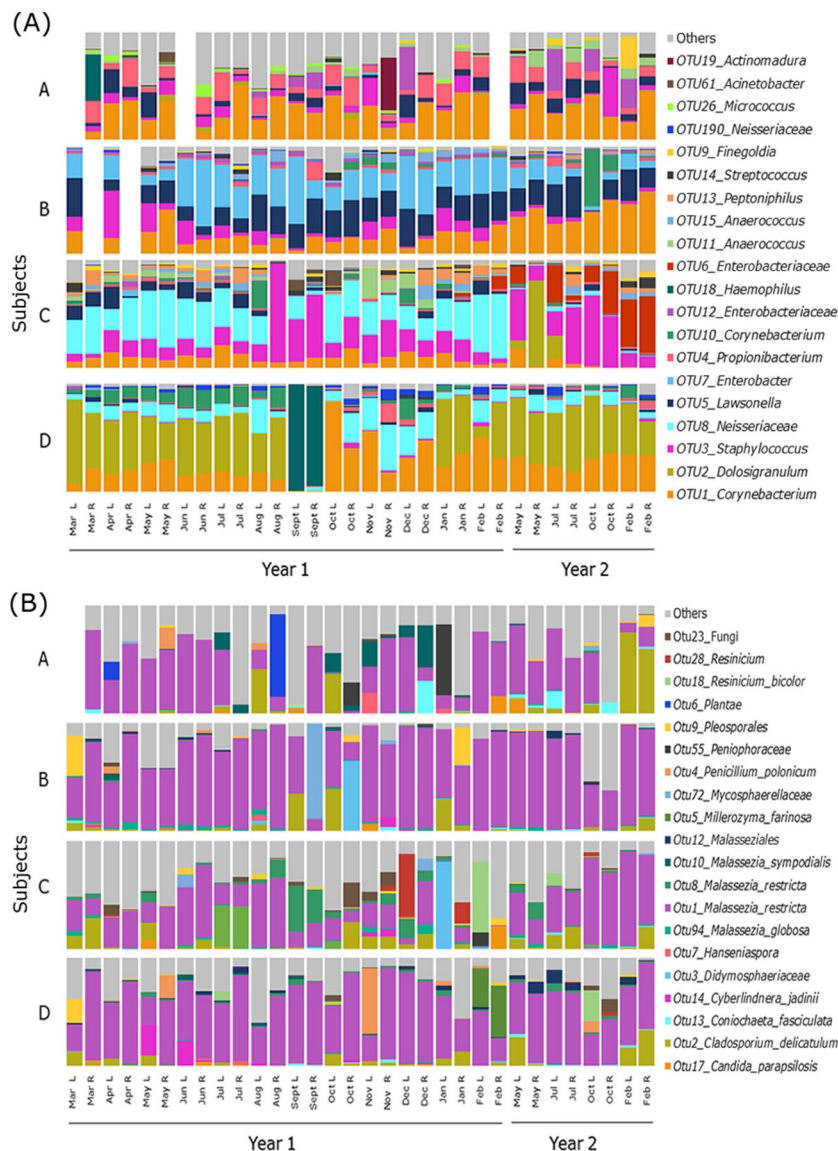 (A)
Subjects
A
B
C
D
Others
OTU19_Actinomadura
OTU61_Acinetobacter
OTU26_Micrococcus
OTU190_Neisseriaceae
OTU9_Finegoldia
OTU14_Streptococcus
OTU13_Peptoniphilus
OTU15_Anaerococcus
OTU11_Anaerococcus
OTU6_Enterobacteriaceae
OTU18_Haemophilus
OTU12_Enterobacteriaceae
OTU10_Corynebacterium
OTU4_Propionibacterium
OTU7_Enterobacter
OTU5_Lawsonella
OTU8_Neisseriaceae
OTU3_Staphylococcus
OTU2_Dolosigranulum
OTU1_Corynebacterium
Mar L
Mar R
Apr L
Apr R
May L
May R
Jun L
Jun R
Jul L
Jul R
Aug L
Aug R
Sept L
Sept R
Oct L
Oct R
Nov L
Nov R
Dec L
Dec R
Jan L
Jan R
Feb L
Feb R
May L
May R
Jul L
Jul R
Oct L
Oct R
Feb L
Feb R
Year 1
Year 2
(B)
Subjects
A
B
C
D
Others
Otu23_Fungi
Otu28_Resinicium
Otu18_Resinicium_bicolor
Otu6_Plantae
Otu9_Pleosporales
Otu55_Peniophoraceae
Otu4_Penicillium_polonicum
Otu72_Mycosphaerellaceae
Otu5_Millerozyma_farinosa
Otu12_Malasseziales
Otu10_Malassezia_sympodialis
Otu8_Malassezia_restricta
Otu1_Malassezia_restricta
Otu94_Malassezia_globosa
Otu7_Hanseniaspora
Otu3_Didymosphaeriaceae
Otu14_Cyberlindnera_jadinii
Otu13_Coniochaeta_fasciculata
Otu2_Cladosporium_delicatulum
Otu17_Candida_parapsilosis
Mar L
Mar R
Apr L
Apr R
May L
May R
Jun L
Jun R
Jul L
Jul R
Aug L
Aug R
Sept L
Sept R
Oct L
Oct R
Nov L
Nov R
Dec L
Dec R
Jan L
Jan R
Feb L
Feb R
May L
May R
Jul L
Jul R
Oct L
Oct R
Feb L
Feb R
Year 1
Year 2